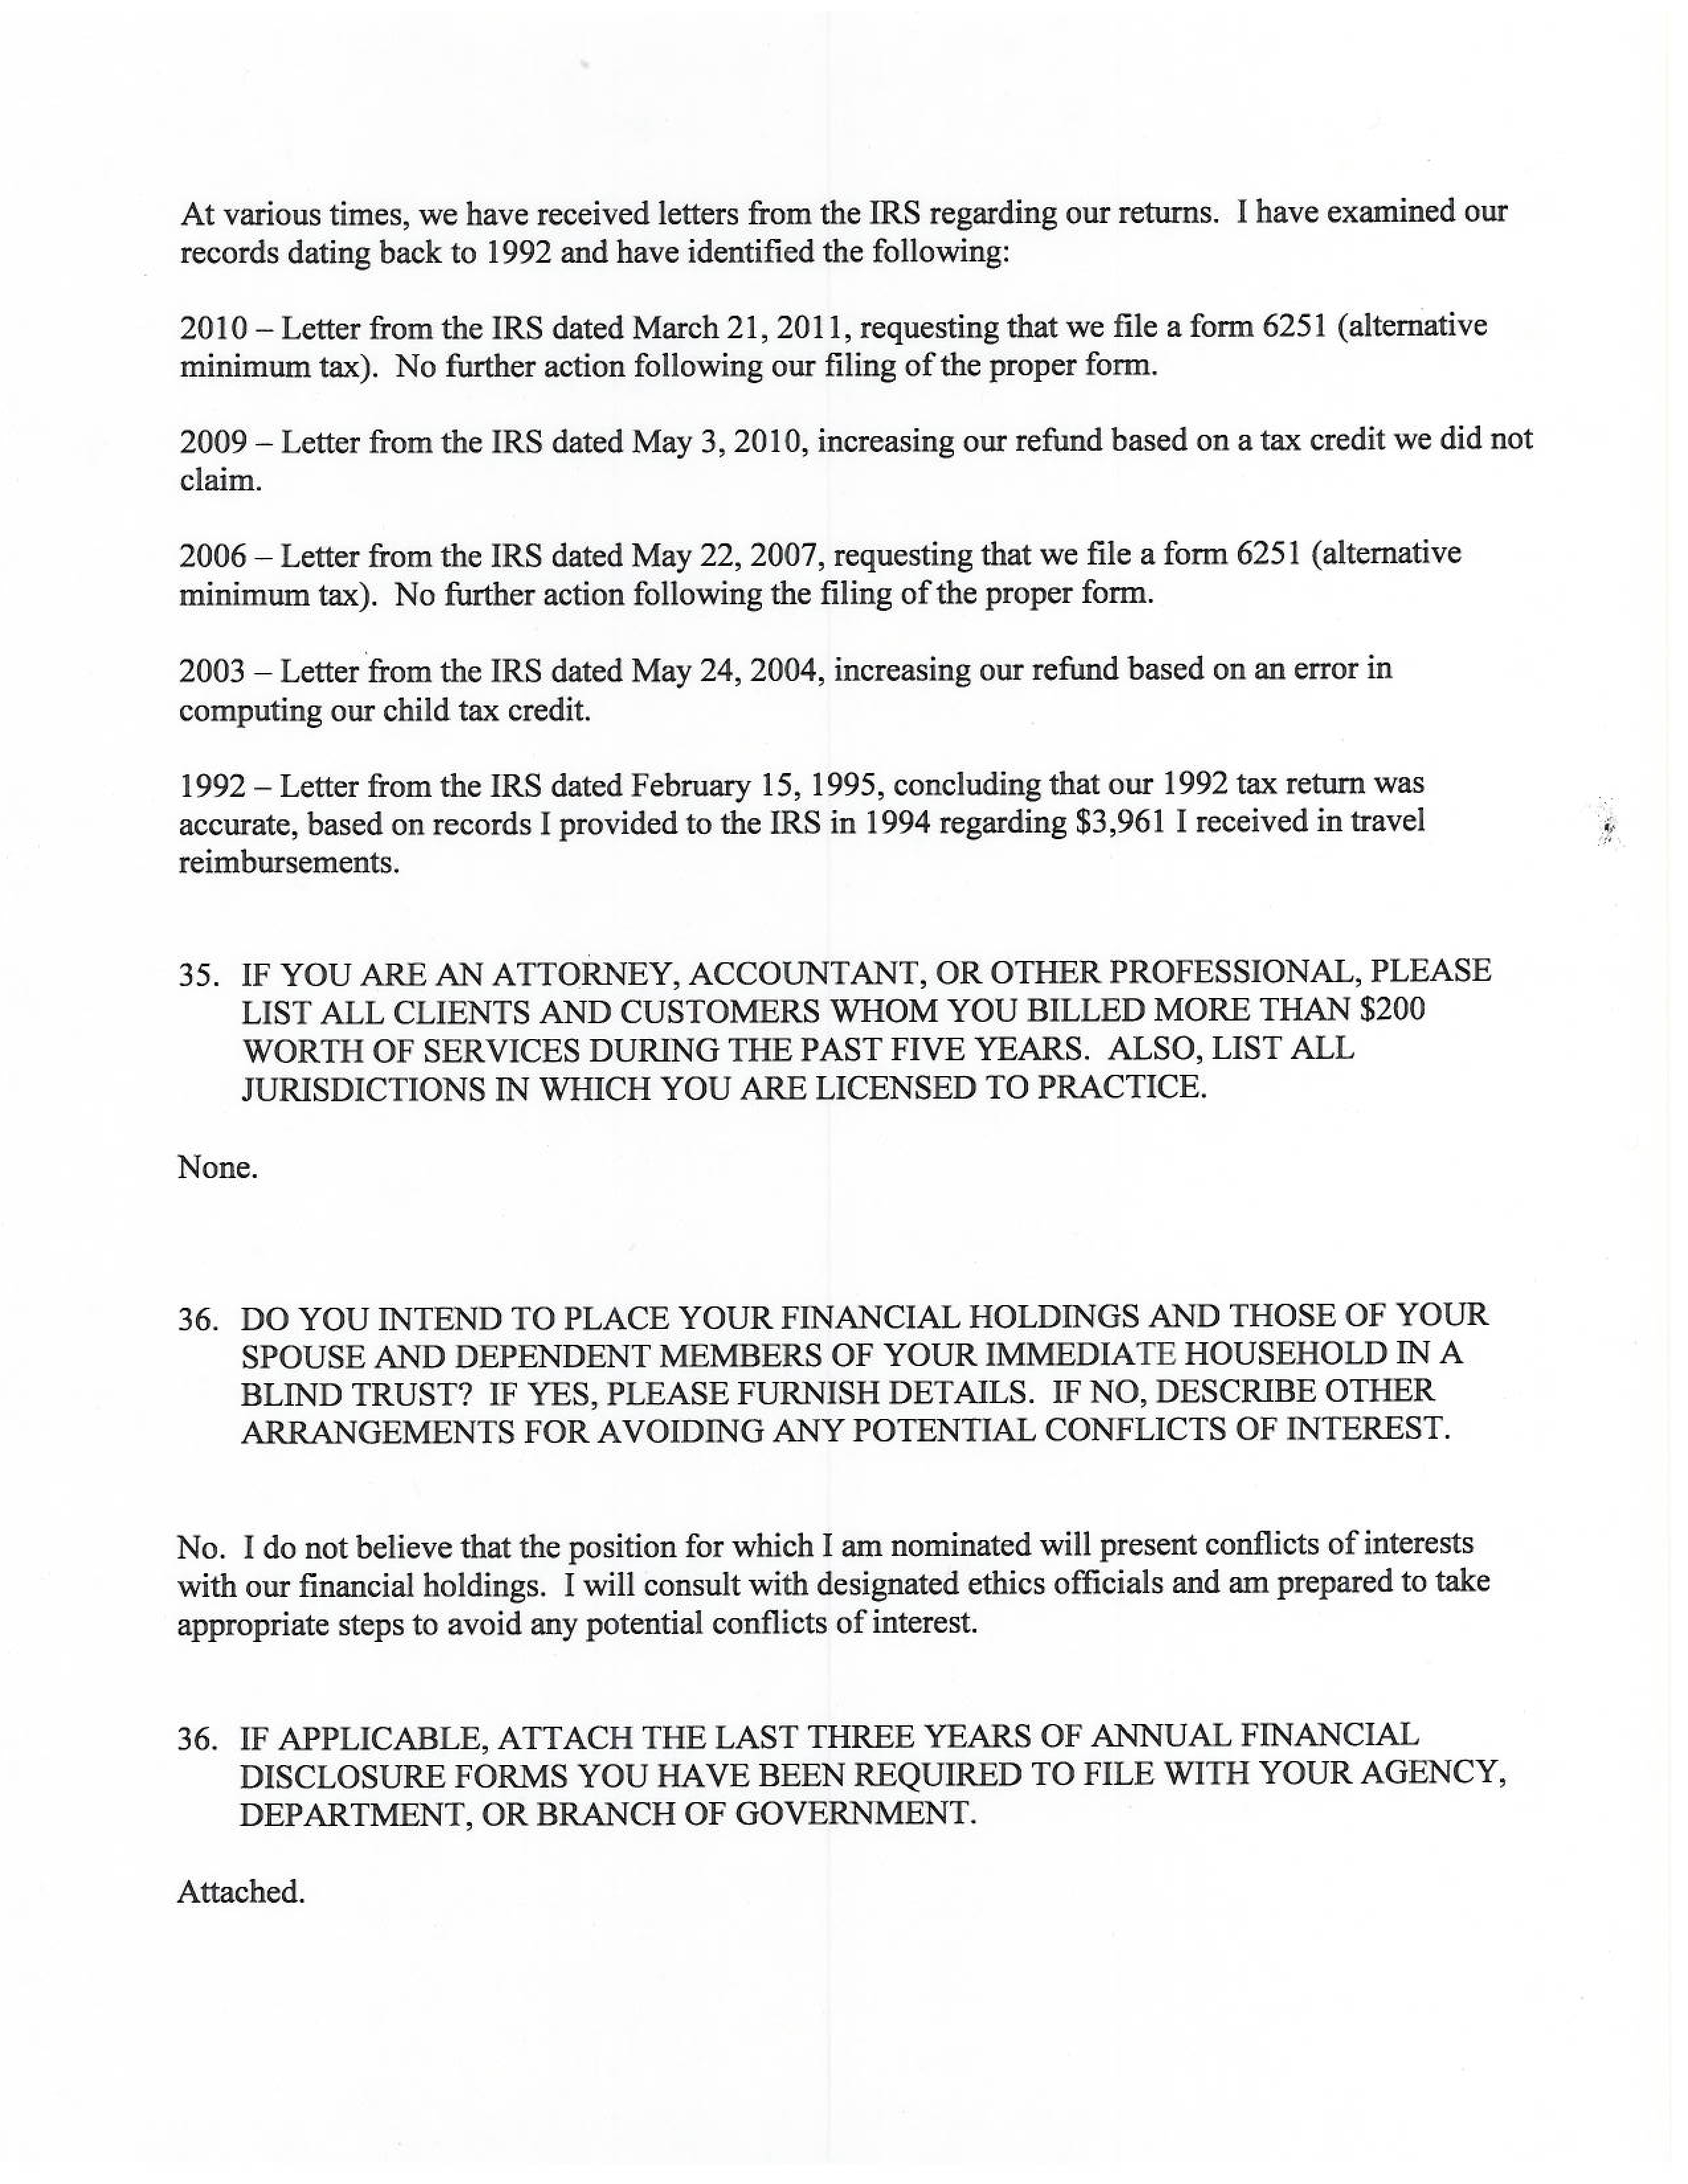 At various times, we have received letters from the IRS regarding our returns. I have examined our
records dating back to 1992 and have identified the following:
2010 – Letter from the IRS dated March 21, 2011, requesting that we file a form 6251 (alternative
minimum tax). No further action following our filing of the proper form.
2009 – Letter from the IRS dated May 3, 2010, increasing our refund based on a tax credit we did not
claim.
2006 – Letter from the IRS dated May 22, 2007, requesting that we file a form 6251 (alternative
minimum tax). No further action following the filing of the proper form.
2003 – Letter from the IRS dated May 24, 2004, increasing our refund based on an error in
computing our child tax credit.
1992 – Letter from the IRS dated February 15, 1995, concluding that our 1992 tax return was
accurate, based on records I provided to the IRS in 1994 regarding $3,961 I received in travel
reimbursements.
35. IF YOU ARE AN ATTORNEY, ACCOUNTANT, OR OTHER PROFESSIONAL, PLEASE
LIST ALL CLIENTS AND CUSTOMERS WHOM YOU BILLED MORE THAN $200
WORTH OF SERVICES DURING THE PAST FIVE YEARS. ALSO, LIST ALL
JURISDICTIONS IN WHICH YOU ARE LICENSED TO PRACTICE.
None.
36. DO YOU INTEND TO PLACE YOUR FINANCIAL HOLDINGS AND THOSE OF YOUR
SPOUSE AND DEPENDENT MEMBERS OF YOUR IMMEDIATE HOUSEHOLD IN A
BLIND TRUST? IF YES, PLEASE FURNISH DETAILS. IF NO, DESCRIBE OTHER
ARRANGEMENTS FOR AVOIDING ANY POTENTIAL CONFLICTS OF INTEREST.
No. I do not believe that the position for which I am nominated will present conflicts of interests
with our financial holdings. I will consult with designated ethics officials and am prepared to take
appropriate steps to avoid any potential conflicts of interest.
36. IF APPLICABLE, ATTACH THE LAST THREE YEARS OF ANNUAL FINANCIAL
DISCLOSURE FORMS YOU HAVE BEEN REQUIRED TO FILE WITH YOUR AGENCY,
DEPARTMENT, OR BRANCH OF GOVERNMENT.
Attached.